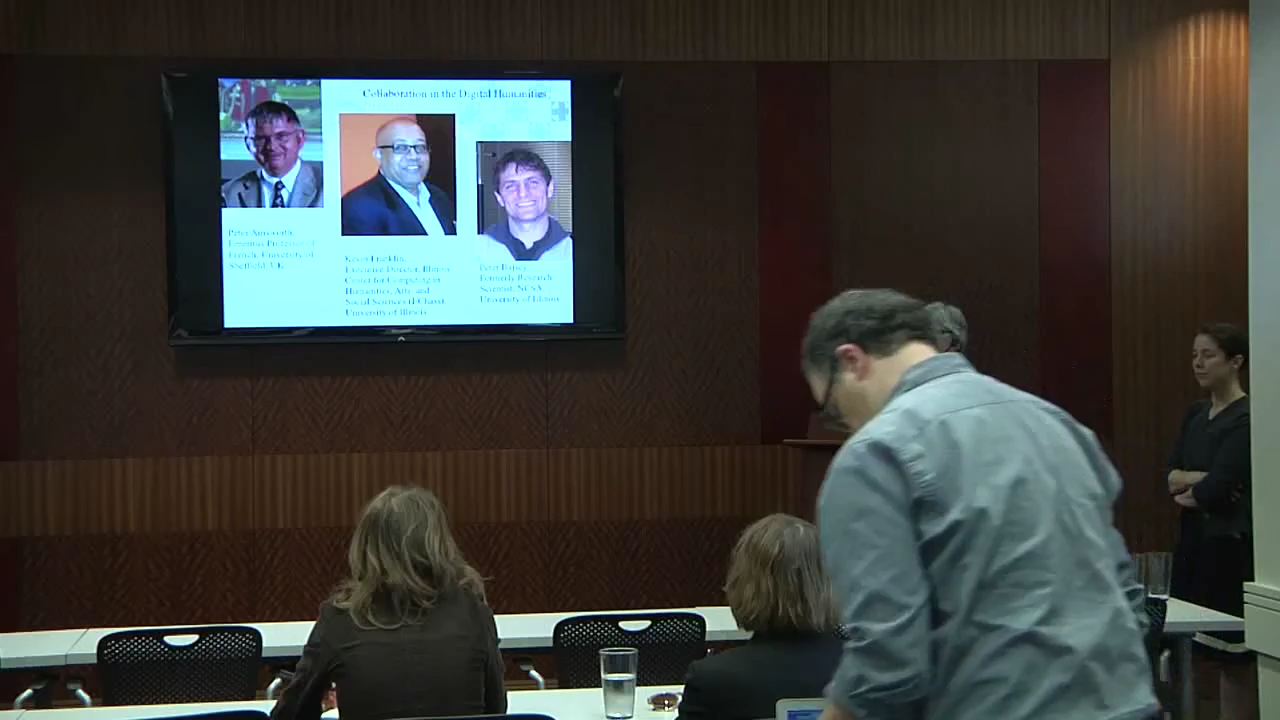 Collaboration in the Digital Humanities
Peter Ainsworth,
Emeritus Professor of
French, University of
Sheffield, UK
Kevin Franklin,
Executive Director, Illinois
Center for Computing in
Humanities, Arts, and
Social Sciences (I-Chass),
University of Illinois
Peter Bajcsy,
Formerly Research
Scientist, NCSA,
University of Illinois